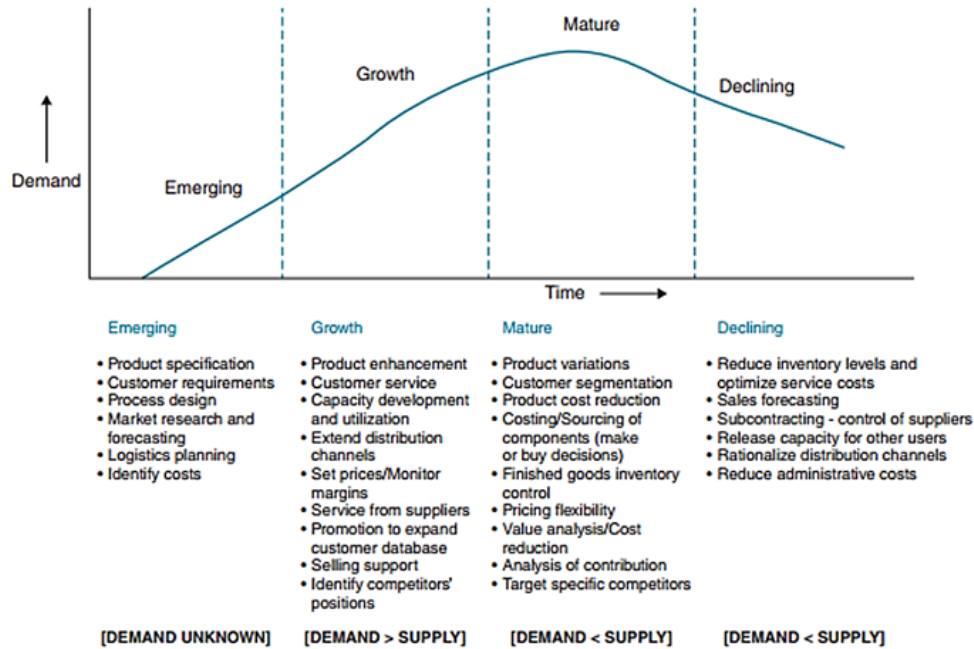 Mature
Growth
Declining
Demand
Emerging
Time
Emerging
• Product specification
• Customer requirements
• Process design
• Market research and
forecasting
• Logistics planning
• Identify costs
[DEMAND UNKNOWN]
Growth
• Product enhancement
• Customer service
• Capacity development
and utilization
• Extend distribution
channels
• Set prices/Monitor
margins
• Service from suppliers
• Promotion to expand
customer database
• Selling support
• Identify competitors'
positions
[DEMAND > SUPPLY]
Mature
• Product variations
• Customer segmentation
• Product cost reduction
• Costing/Sourcing of
components (make
or buy decisions)
• Finished goods inventory
control
• Pricing flexibility
• Value analysis/Cost
reduction
• Analysis of contribution
• Target specific competitors
[DEMAND < SUPPLY]
Declining
• Reduce inventory levels and
optimize service costs
• Sales forecasting
• Subcontracting - control of suppliers
• Release capacity for other users
• Rationalize distribution channels
• Reduce administrative costs
[DEMAND < SUPPLY]